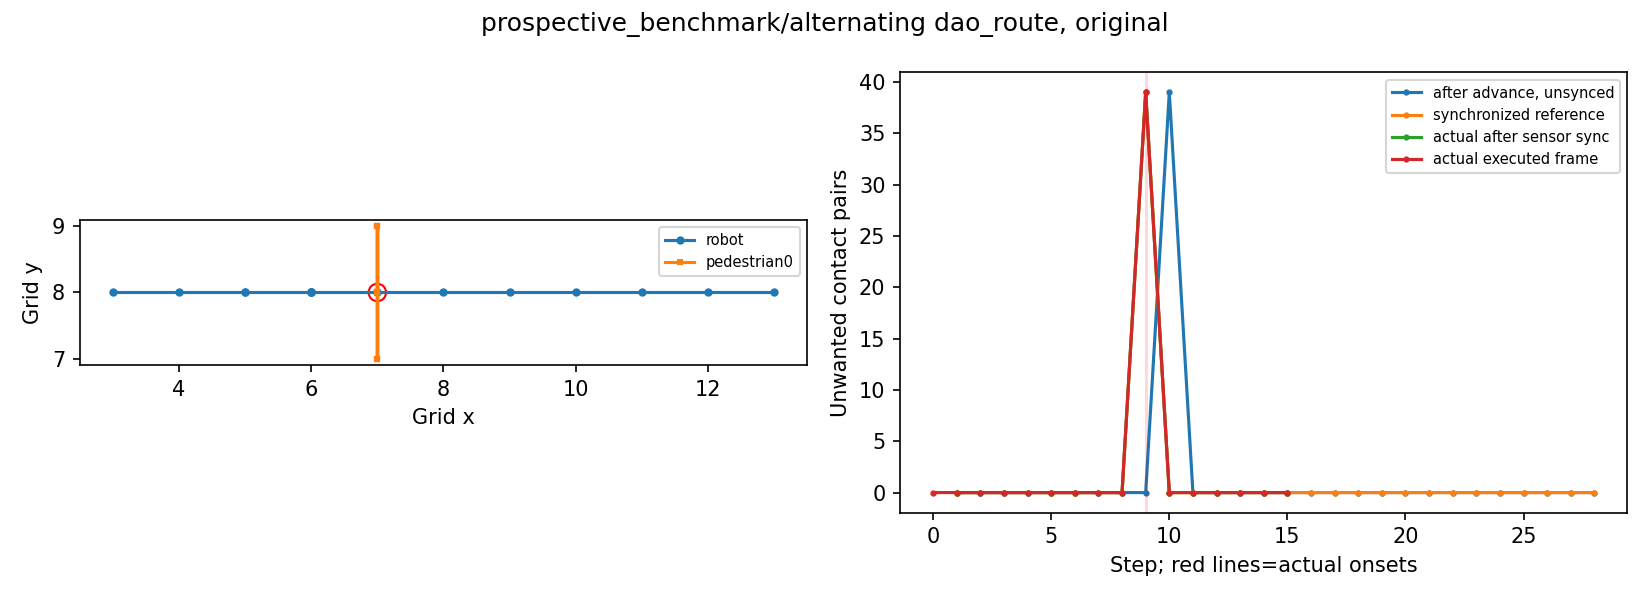 prospective_benchmark/alternating dao_route, original
9
8
7
Grid y
4
6
8
10
12
Grid x
robot
pedestrian0
40
35
30
25
20
15
10
5
0
Unwanted contact pairs
0
5
10
15
20
25
Step; red lines=actual onsets
after advance, unsynced
synchronized reference
actual after sensor sync
actual executed frame